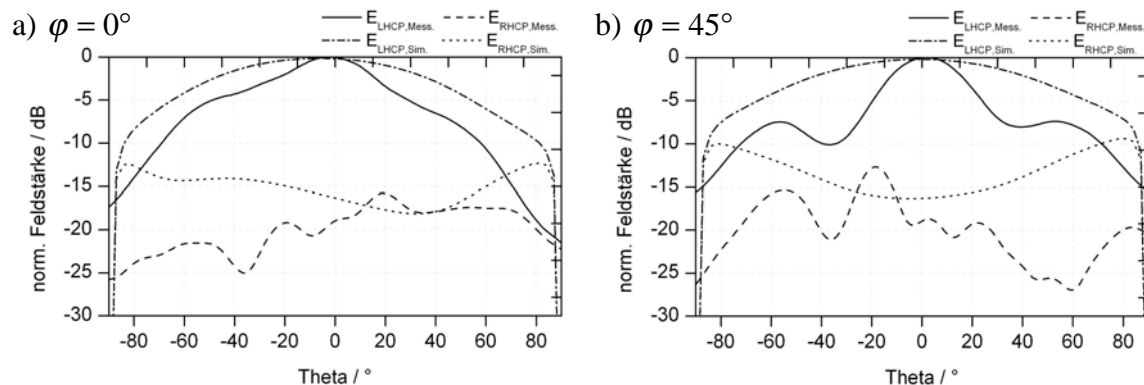 a) φ = 0°
E_LHCP,Mess. E_RHCP,Mess.
E_LHCP,Sim. E_RHCP,Sim.
0
-5
-10
-15
-20
-25
-30
norm. Feldstärke / dB
-80 -60 -40 -20 0 20 40 60 80
Theta / °
b) φ = 45°
E_LHCP,Mess. E_RHCP,Mess.
E_LHCP,Sim. E_RHCP,Sim.
0
-5
-10
-15
-20
-25
-30
norm. Feldstärke / dB
-80 -60 -40 -20 0 20 40 60 80
Theta / °